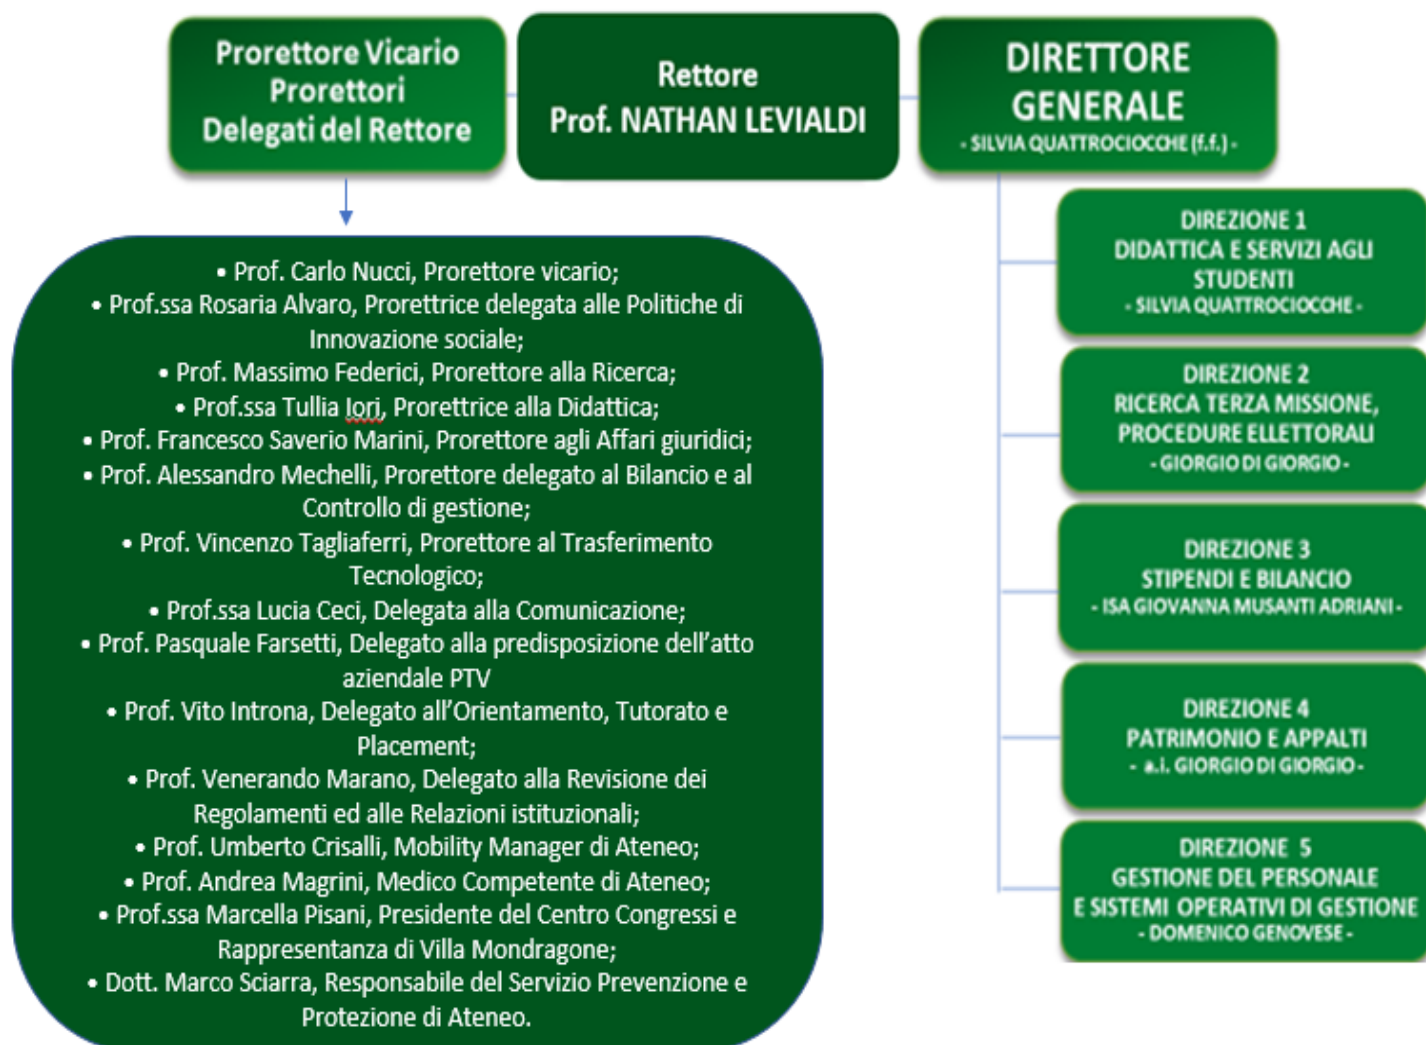 Prorettore Vicario
Prorettori
Delegati del Rettore
Rettore
Prof. NATHAN LEVIALDI
DIRETTORE
GENERALE
- SILVIA QUATTROCIOCCHE (f.f.) -
• Prof. Carlo Nucci, Prorettore vicario;
• Prof.ssa Rosaria Alvaro, Prorettrice delegata alle Politiche di
Innovazione sociale;
• Prof. Massimo Federici, Prorettore alla Ricerca;
• Prof.ssa Tullia Iori, Prorettrice alla Didattica;
• Prof. Francesco Saverio Marini, Prorettore agli Affari giuridici;
• Prof. Alessandro Mechelli, Prorettore delegato al Bilancio e al
Controllo di gestione;
• Prof. Vincenzo Tagliaferri, Prorettore al Trasferimento
Tecnologico;
• Prof.ssa Lucia Ceci, Delegata alla Comunicazione;
• Prof. Pasquale Farsetti, Delegato alla predisposizione dell’atto
aziendale PTV
• Prof. Vito Introna, Delegato all’Orientamento, Tutorato e
Placement;
• Prof. Venerando Marano, Delegato alla Revisione dei
Regolamenti ed alle Relazioni istituzionali;
• Prof. Umberto Crisalli, Mobility Manager di Ateneo;
• Prof. Andrea Magrini, Medico Competente di Ateneo;
• Prof.ssa Marcella Pisani, Presidente del Centro Congressi e
Rappresentanza di Villa Mondragone;
• Dott. Marco Sciarra, Responsabile del Servizio Prevenzione e
Protezione di Ateneo.
DIREZIONE 1
DIDATTICA E SERVIZI AGLI
STUDENTI
- SILVIA QUATTROCIOCCHE -
DIREZIONE 2
RICERCA TERZA MISSIONE,
PROCEDURE ELLETTORALI
- GIORGIO DI GIORGIO -
DIREZIONE 3
STIPENDI E BILANCIO
- ISA GIOVANNA MUSANTI ADRIANI -
DIREZIONE 4
PATRIMONIO E APPALTI
- a.i. GIORGIO DI GIORGIO -
DIREZIONE 5
GESTIONE DEL PERSONALE
E SISTEMI OPERATIVI DI GESTIONE
- DOMENICO GENOVESE -